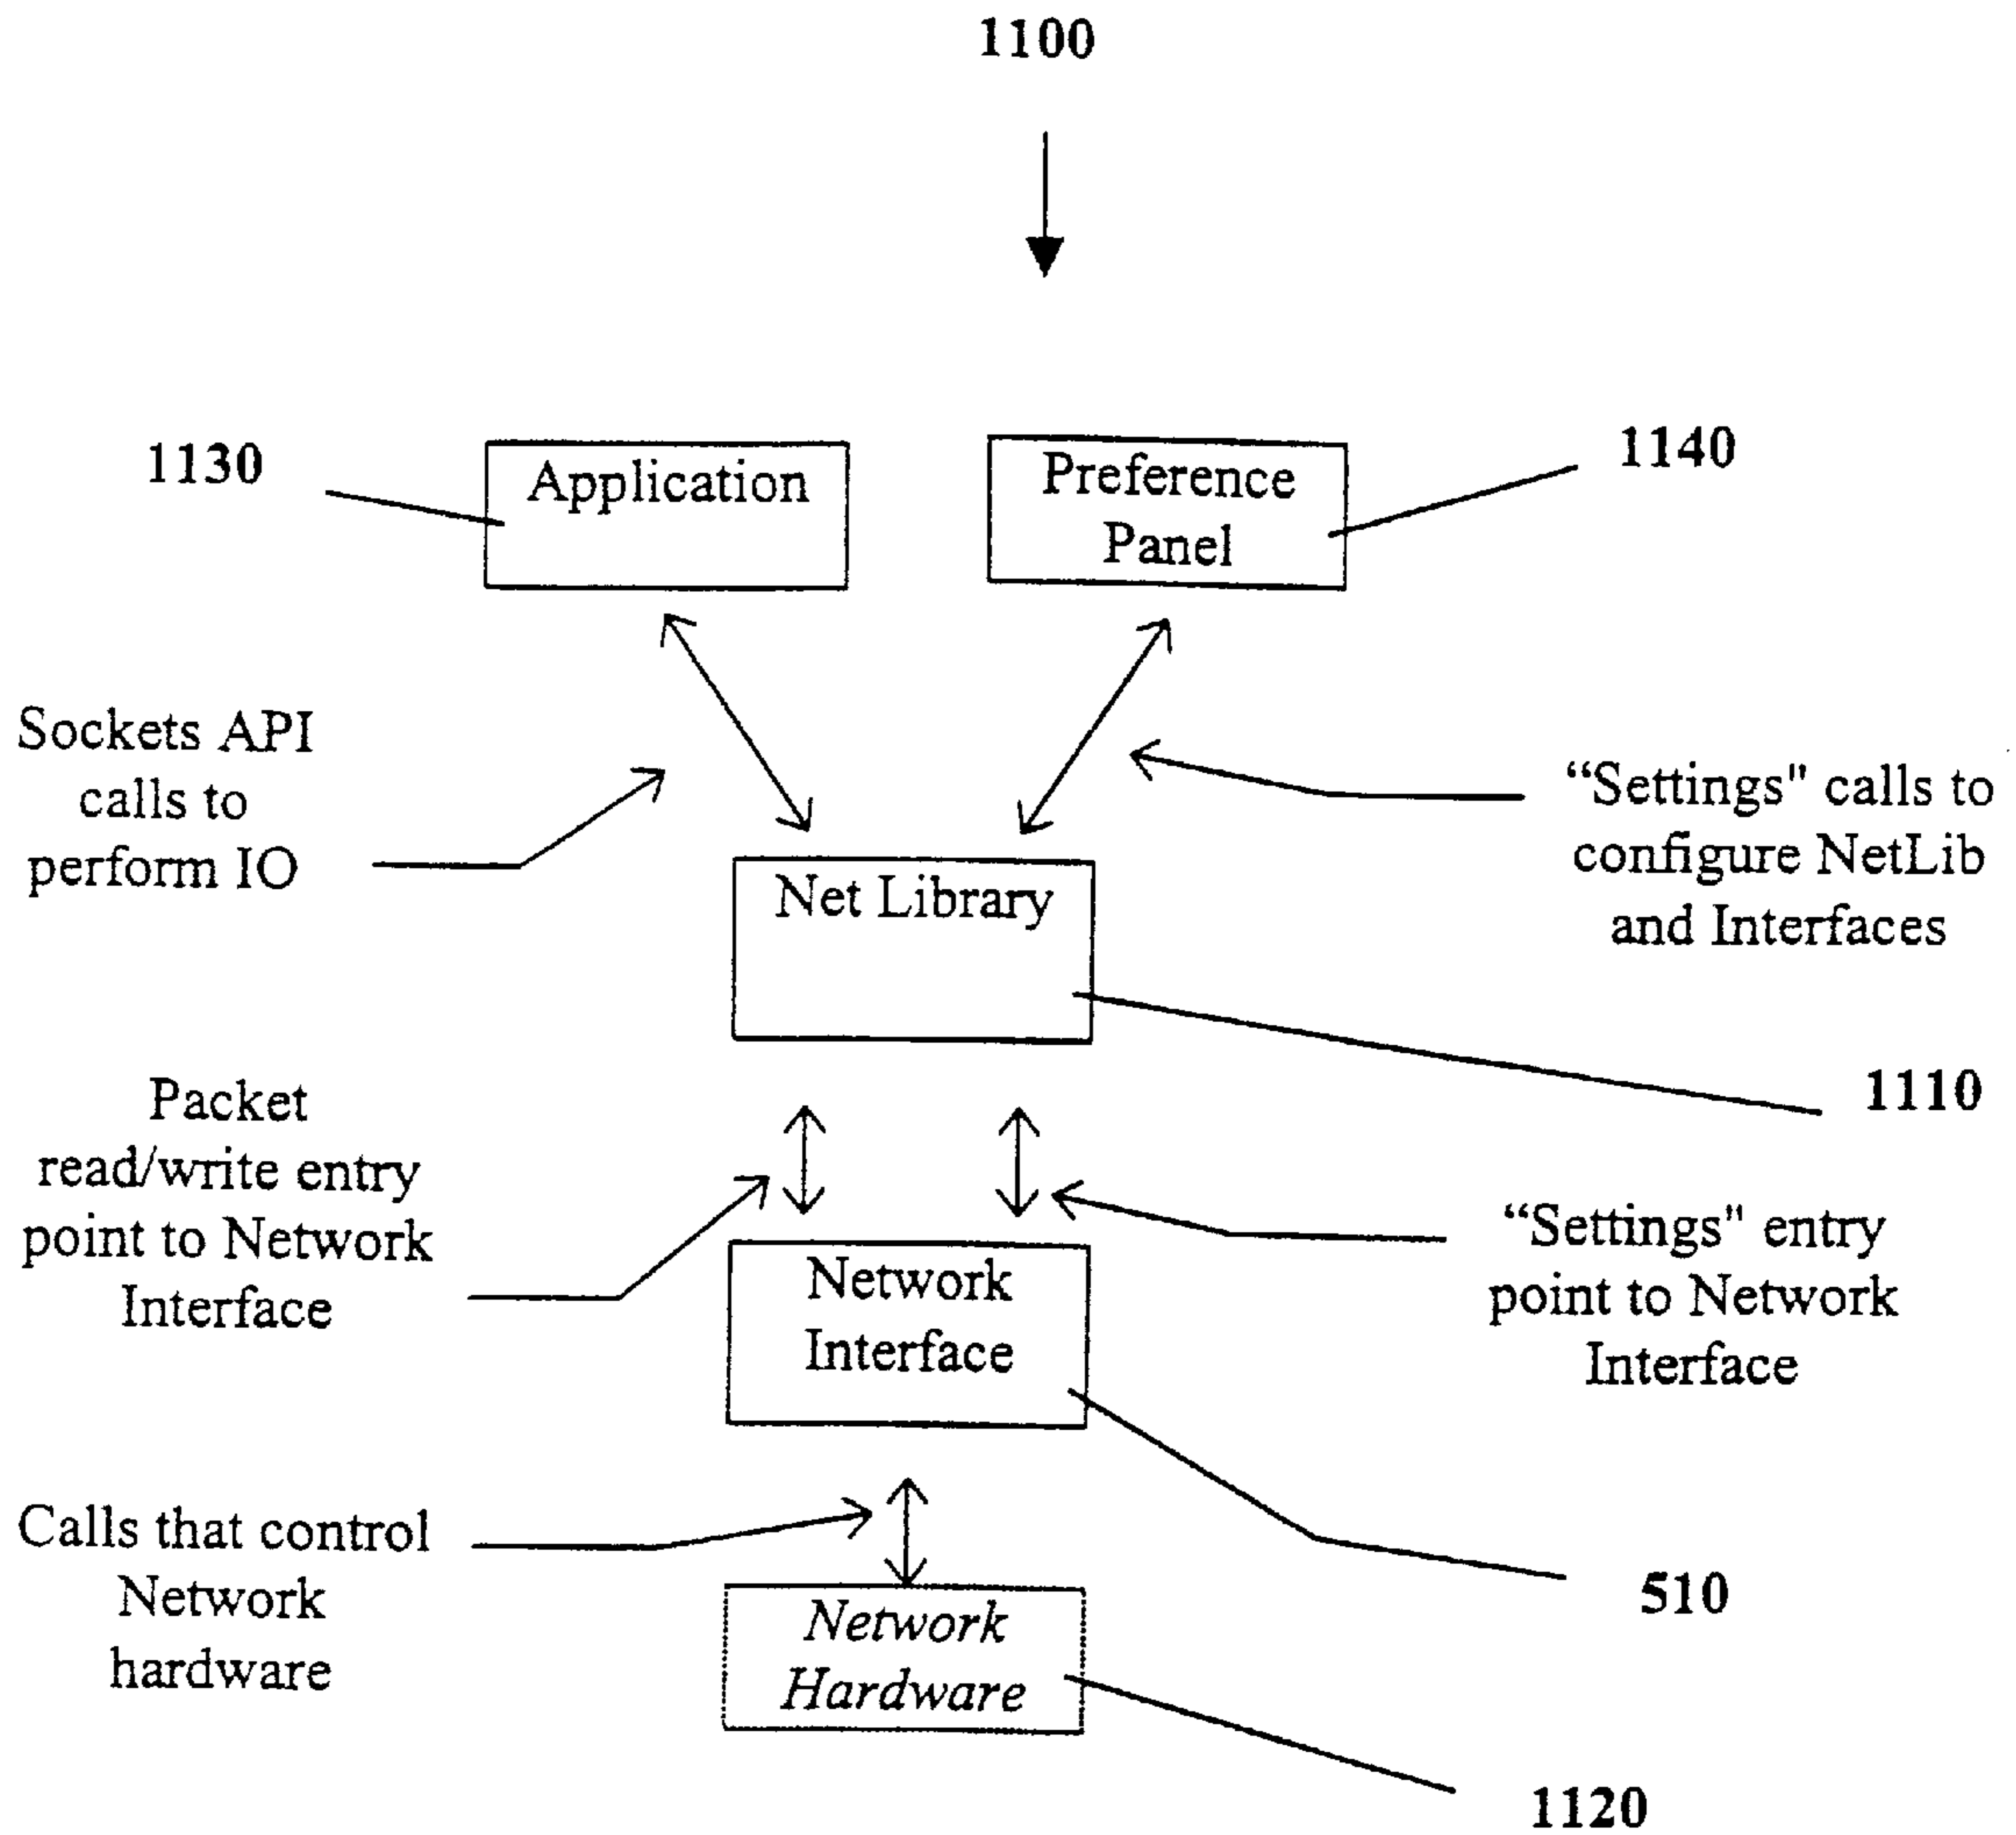 1100
1130
Application
Preference
Panel
1140
Sockets API
calls to
perform IO
“Settings" calls to
configure NetLib
and Interfaces
Net Library
1110
Packet
read/write entry
point to Network
Interface
“Settings" entry
point to Network
Interface
Network
Interface
510
Calls that control
Network
hardware
Network
Hardware
1120